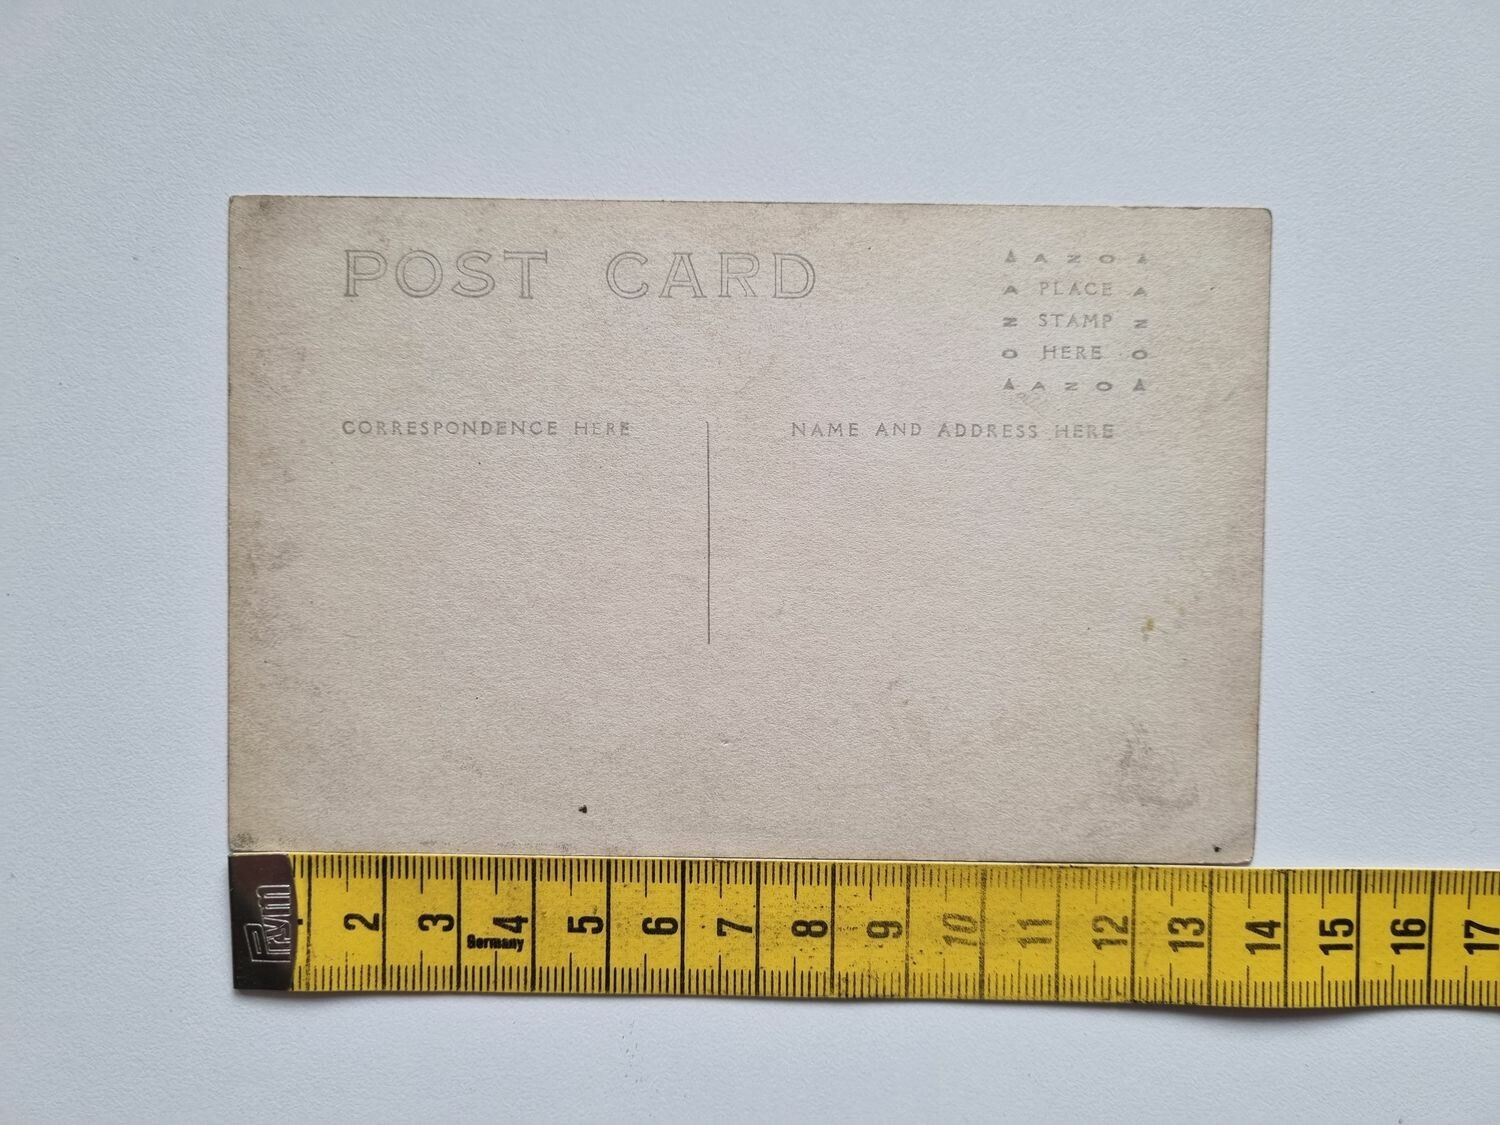 POST CARD
AZO
A PLACE A
Z STAMP Z
O HERE O
AZO
CORRESPONDENCE HERE
NAME AND ADDRESS HERE
Prym
1 2 3 4 5 6 7 8 9 10 11 12 13 14 15 16 17
Germany